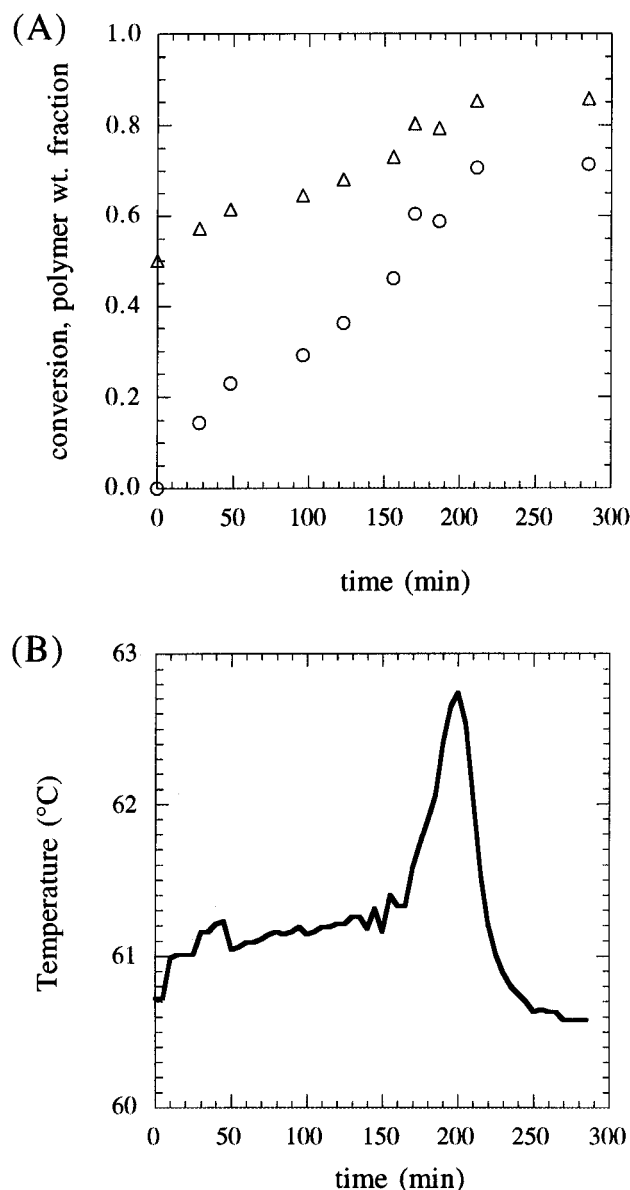 (A)
1.0
0.8
0.6
0.4
0.2
0.0
conversion, polymer wt. fraction
0 50 100 150 200 250 300
time (min)
(B)
63
62
61
60
Temperature (°C)
0 50 100 150 200 250 300
time (min)